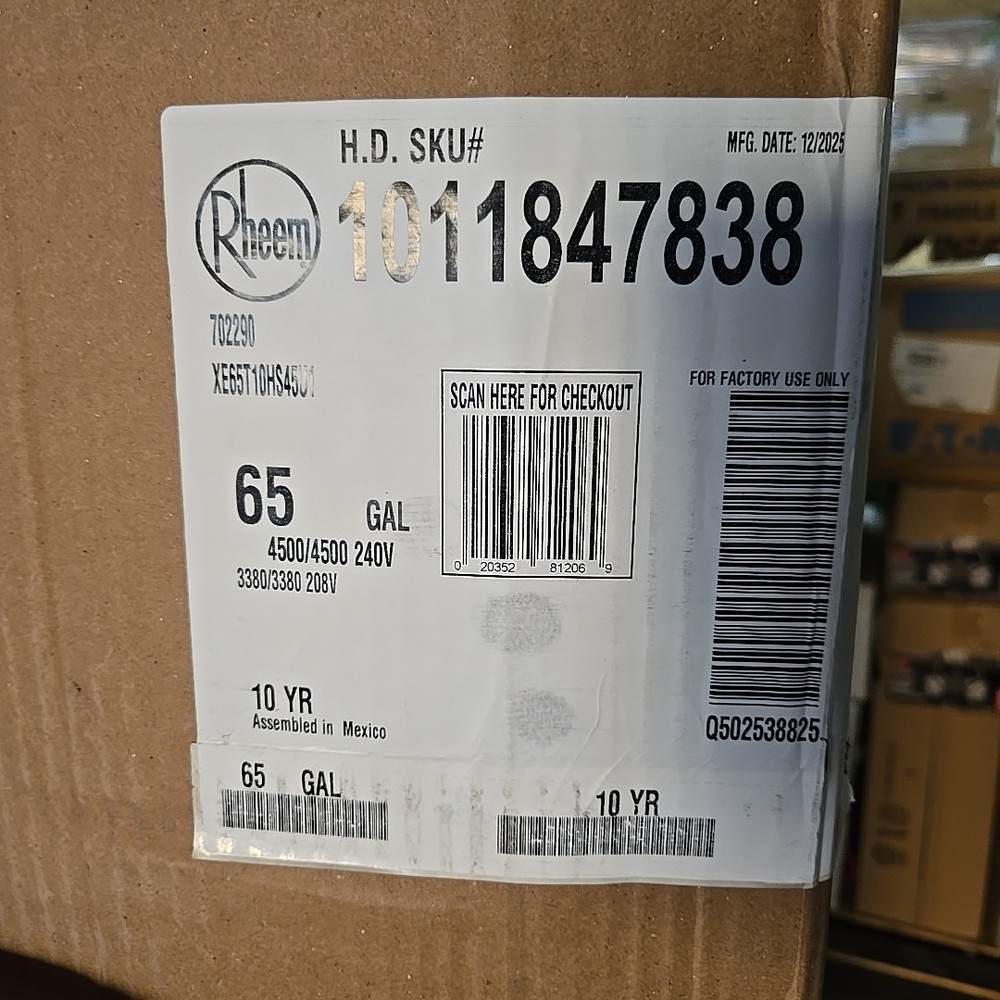 H.D. SKU#
MFG. DATE: 12/2025
Rheem
1011847838
702290
XE65T10HS45U1
SCAN HERE FOR CHECKOUT
FOR FACTORY USE ONLY
65 GAL
4500/4500 240V
3380/3380 208V
0 20352 81206 9
10 YR
Assembled in Mexico
Q502538825
65 GAL
10 YR